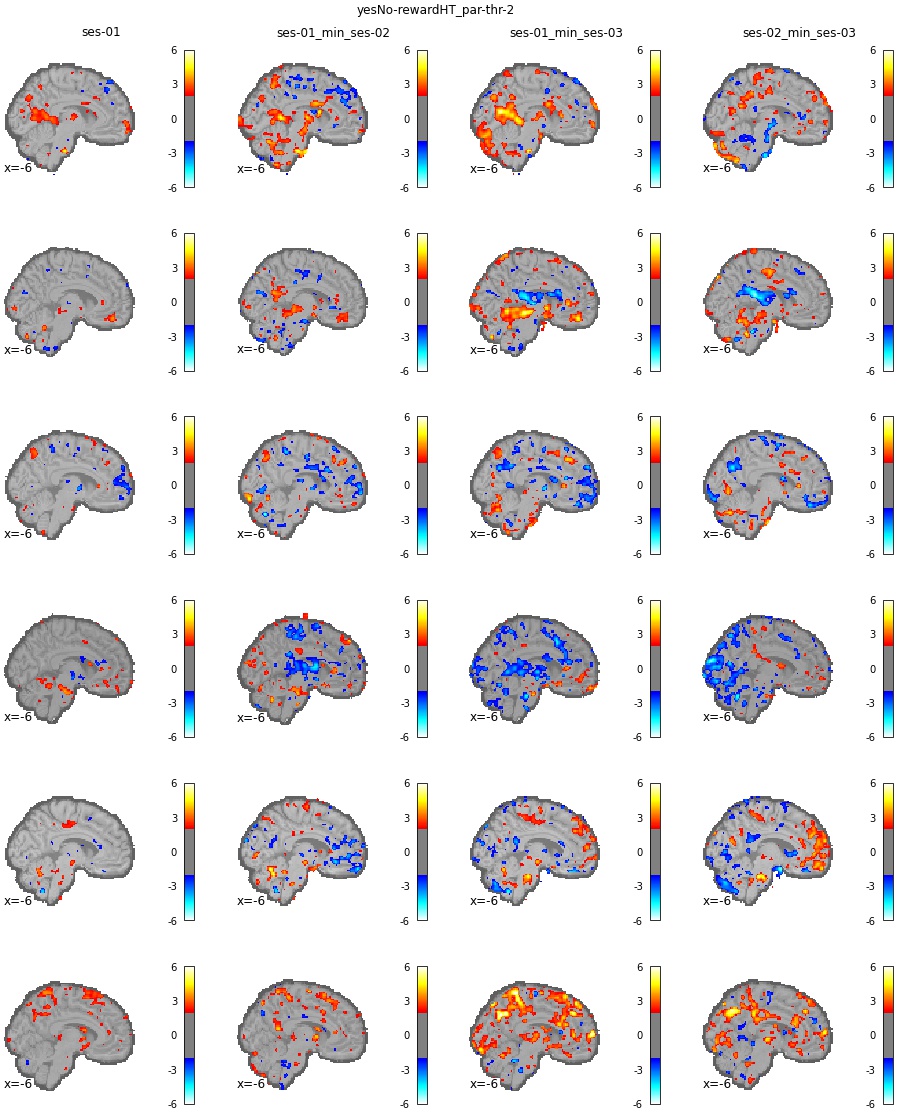 yesNo-rewardHT_par-thr-2
ses-01 ses-01_min_ses-02 ses-01_min_ses-03 ses-02_min_ses-03
6 6 6 6
3 3 3 3
0 0 0 0
-3 -3 -3 -3
x=-6 x=-6 x=-6 x=-6
-6 -6 -6 -6
6 6 6 6
3 3 3 3
0 0 0 0
-3 -3 -3 -3
x=-6 x=-6 x=-6 x=-6
-6 -6 -6 -6
6 6 6 6
3 3 3 3
0 0 0 0
-3 -3 -3 -3
x=-6 x=-6 x=-6 x=-6
-6 -6 -6 -6
6 6 6 6
3 3 3 3
0 0 0 0
-3 -3 -3 -3
x=-6 x=-6 x=-6 x=-6
-6 -6 -6 -6
6 6 6 6
3 3 3 3
0 0 0 0
-3 -3 -3 -3
x=-6 x=-6 x=-6 x=-6
-6 -6 -6 -6
6 6 6 6
3 3 3 3
0 0 0 0
-3 -3 -3 -3
x=-6 x=-6 x=-6 x=-6
-6 -6 -6 -6